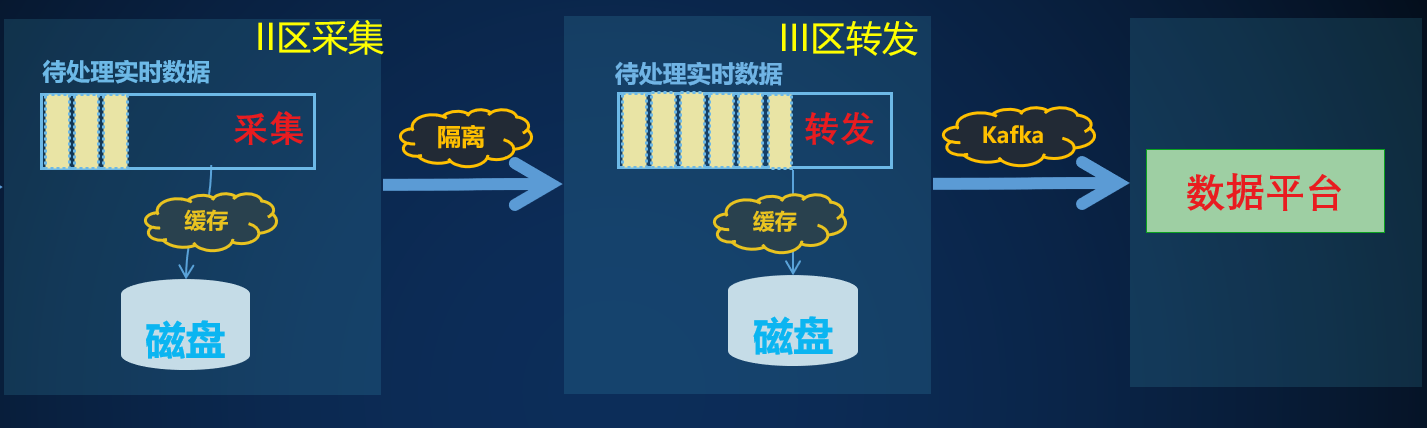 II区采集
待处理实时数据
采集
缓存
磁盘
隔离
III区转发
待处理实时数据
转发
缓存
磁盘
Kafka
数据平台